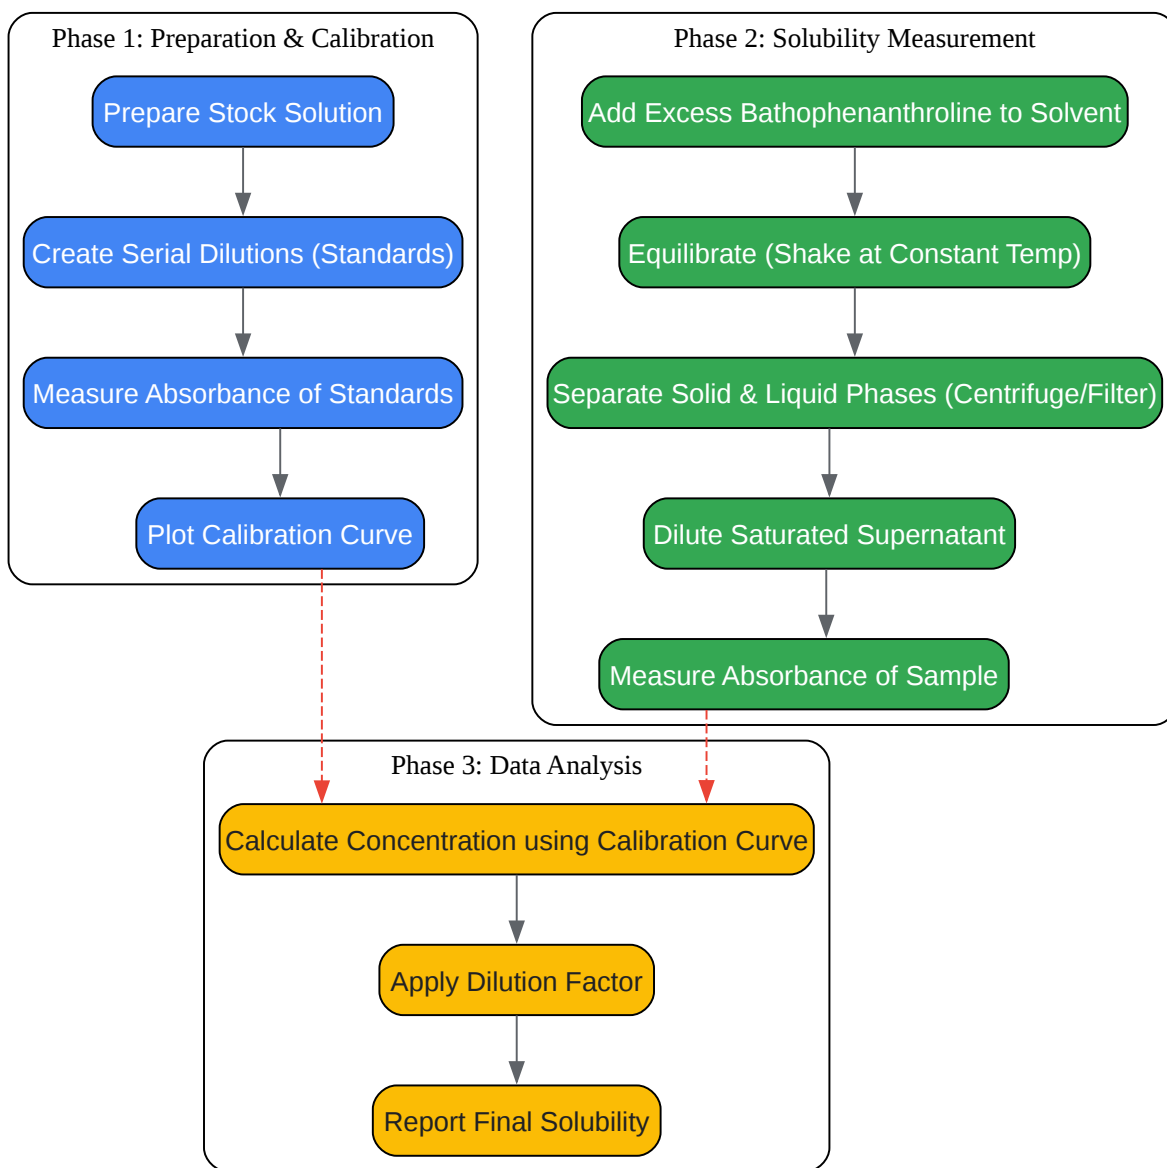 Phase 1: Preparation & Calibration
Prepare Stock Solution
Create Serial Dilutions (Standards)
Measure Absorbance of Standards
Plot Calibration Curve
Phase 2: Solubility Measurement
Add Excess Bathophenanthroline to Solvent
Equilibrate (Shake at Constant Temp)
Separate Solid & Liquid Phases (Centrifuge/Filter)
Dilute Saturated Supernatant
Measure Absorbance of Sample
Phase 3: Data Analysis
Calculate Concentration using Calibration Curve
Apply Dilution Factor
Report Final Solubility